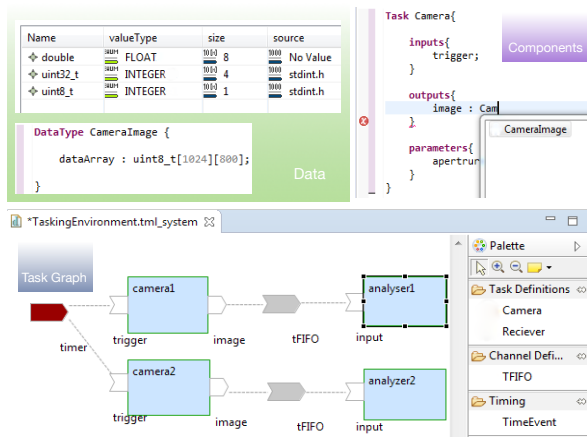 Name valueType size source
double FLOAT 8 No Value
uint32_t INTEGER 4 stdint.h
uint8_t INTEGER 1 stdint.h
DataType CameraImage {
dataArray : uint8_t[1024][800];
}
Data
Task Camera{
inputs{
trigger;
}
outputs{
image : Cam
}
parameters{
apertrur
}
}
Components
CameraImage
*TaskingEnvironment.tml_system
Task Graph
camera1
analyser1
timer
trigger
image
tFIFO
input
camera2
analyzer2
trigger
image
tFIFO
input
Palette
Task Definitions
Camera
Reciever
Channel Defi...
TFIFO
Timing
TimeEvent